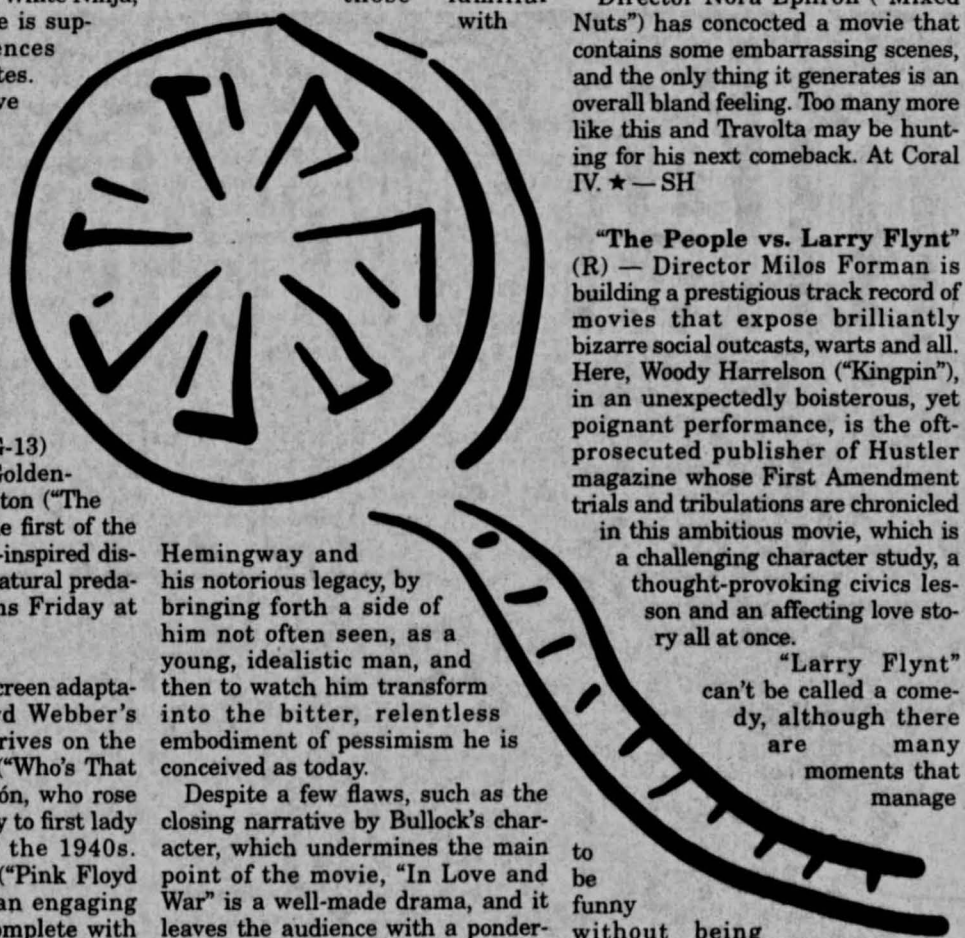 e is sup-
ences
tes.
ve
G-13)
Golden-
ton (“The
e first of the
-inspired dis-
atural preda-
ns Friday at
creen adapta-
rd Webber's
rives on the
(“Who's That
ón, who rose
y to first lady
the 1940s.
(“Pink Floyd
an engaging
omplete with
with
Hemingway and
his notorious legacy, by
bringing forth a side of
him not often seen, as a
young, idealistic man, and
then to watch him transform
into the bitter, relentless
embodiment of pessimism he is
conceived as today.
Despite a few flaws, such as the
closing narrative by Bullock's char-
acter, which undermines the main
point of the movie, “In Love and
War” is a well-made drama, and it
leaves the audience with a ponder-
Director Nora Ephron (“Mixed
Nuts”) has concocted a movie that
contains some embarrassing scenes,
and the only thing it generates is an
overall bland feeling. Too many more
like this and Travolta may be hunt-
ing for his next comeback. At Coral
IV. ★ — SH
“The People vs. Larry Flynt”
(R) — Director Milos Forman is
building a prestigious track record of
movies that expose brilliantly
bizarre social outcasts, warts and all.
Here, Woody Harrelson (“Kingpin”),
in an unexpectedly boisterous, yet
poignant performance, is the oft-
prosecuted publisher of Hustler
magazine whose First Amendment
trials and tribulations are chronicled
in this ambitious movie, which is
a challenging character study, a
thought-provoking civics les-
son and an affecting love sto-
ry all at once.
“Larry Flynt”
can't be called a come-
dy, although there
are many
moments that
manage
to
be
funny
without being